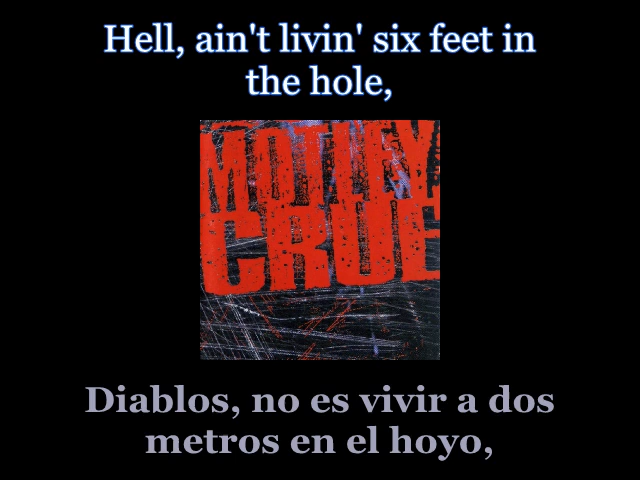 Hell, ain't livin' six feet in
the hole,
MOTLEY
CRUE
Diablos, no es vivir a dos
metros en el hoyo,